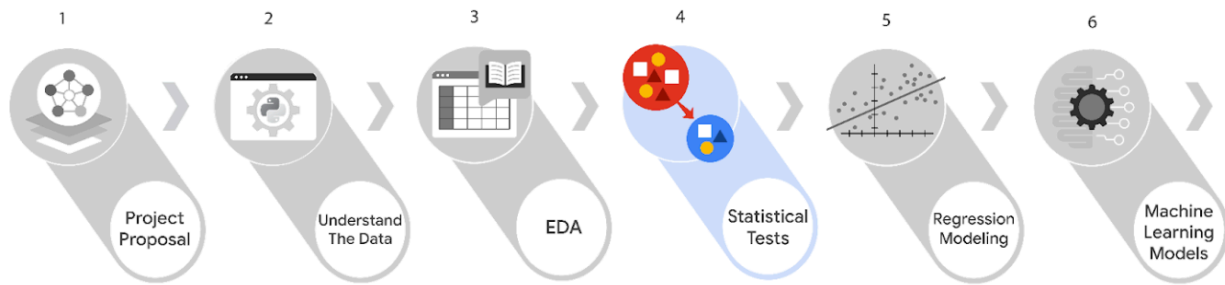 1
2
3
4
5
6
Project
Proposal
Understand
The Data
EDA
Statistical
Tests
Regression
Modeling
Machine
Learning
Models